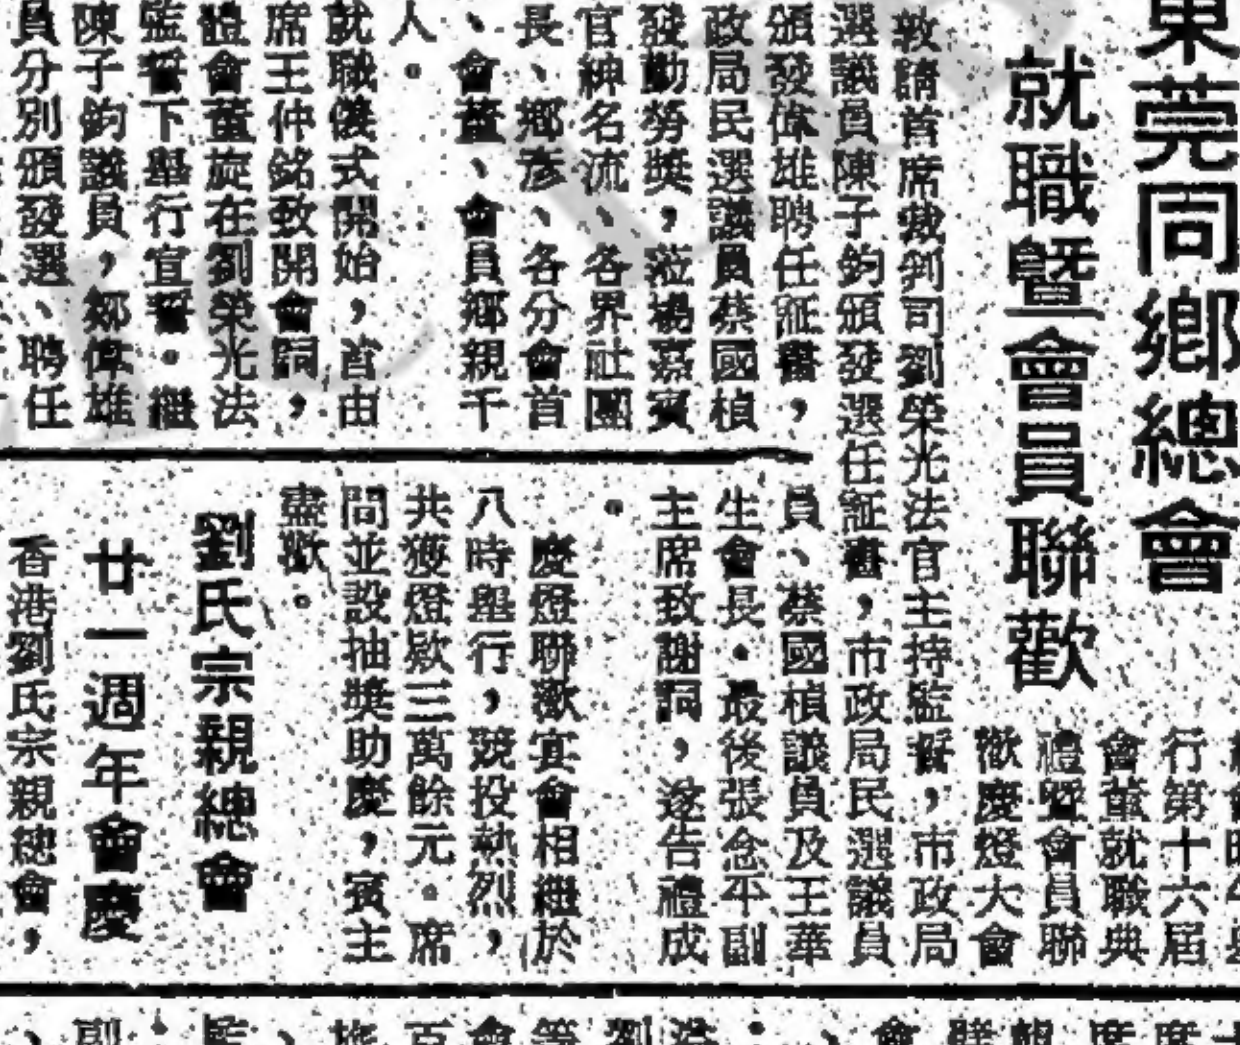 東莞同鄉總會
就職暨會員聯歡
行第十六屆
會董就職典
禮暨會員聯
歡慶燈大會
敦請首席裁判司劉榮光法官主持監誓，市政局
選議員陳子鈞頒發選任証書，市政局民選議員
頒發偉雄聘任証書，
政局民選議員蔡國楨
發勤勞獎，蒞塲嘉賓
官紳名流、各界社團
長、鄉彥、各分會首
、會董、會員鄉親千
人。
就職儀式開始，首由
席王仲銘致開會詞，
體會董旋在劉榮光法
監誓下舉行宣誓。繼
陳子鈞議員，鄭偉雄
員分別頒發選、聘任
員、蔡國楨議員及王華
生會長．最後張念平副
主席致謝詞，遂告禮成
。
慶燈聯歡宴會相繼於
八時舉行，競投熱烈，
共獲燈欵三萬餘元。席
間並設抽獎助慶，賓主
盡歡。
劉氏宗親總會
廿一週年會慶
香港劉氏宗親總會，